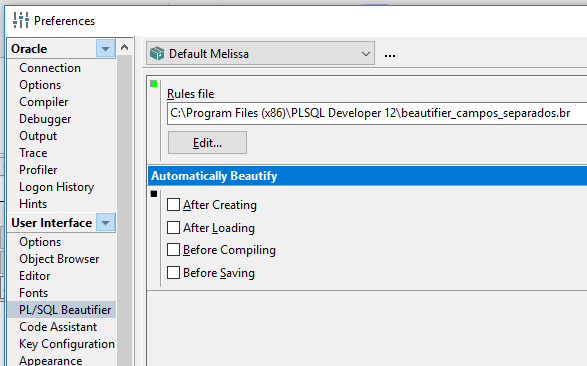 Preferences
Oracle
Connection
Options
Compiler
Debugger
Output
Trace
Profiler
Logon History
Hints
User Interface
Options
Object Browser
Editor
Fonts
PL/SQL Beautifier
Code Assistant
Key Configuration
Appearance
Default Melissa
...
Rules file
C:\Program Files (x86)\PLSQL Developer 12\beautifier_campos_separados.br
Edit...
Automatically Beautify
After Creating
After Loading
Before Compiling
Before Saving